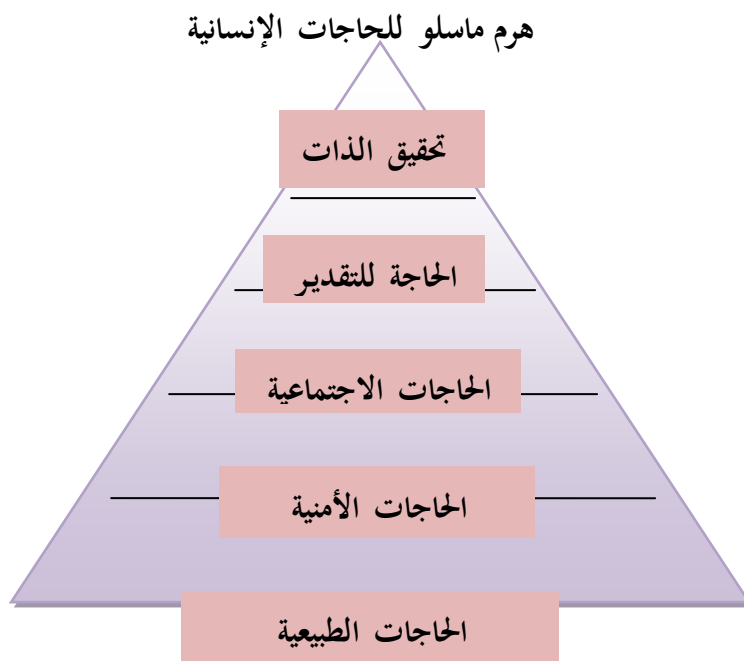 هرم ماسلو للحاجات الإنسانية
تحقيق الذات
الحاجة للتقدير
الحاجات الاجتماعية
الحاجات الأمنية
الحاجات الطبيعية